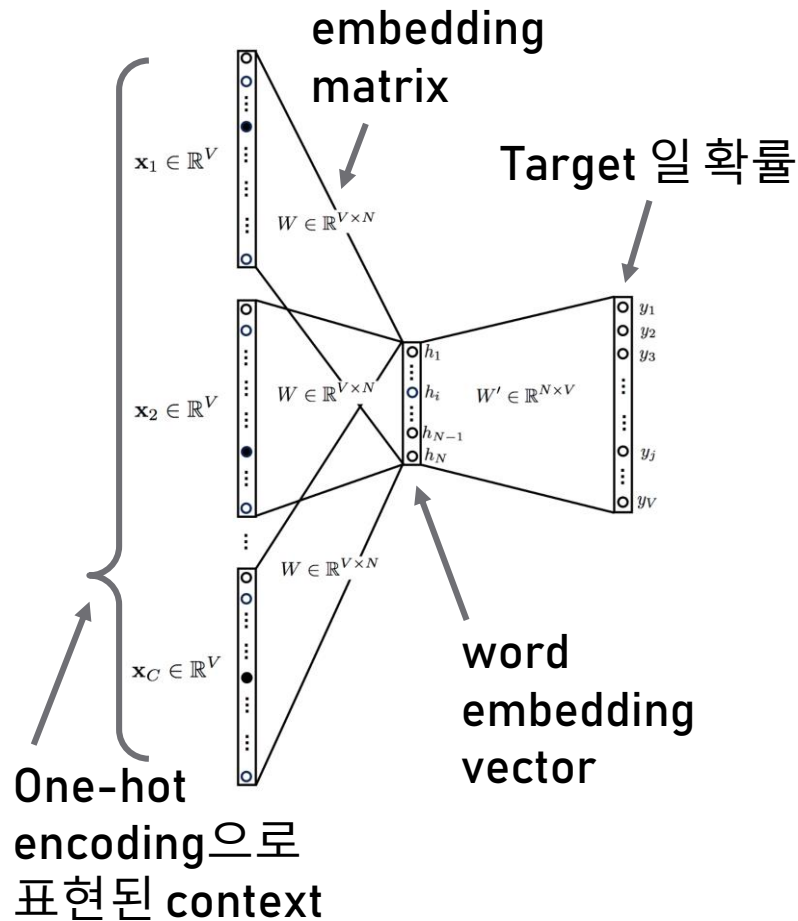 embedding
matrix
Target 일 확률
x₁ ∈ ℝ^V
W ∈ ℝ^{V×N}
x₂ ∈ ℝ^V
W ∈ ℝ^{V×N}
x_C ∈ ℝ^V
W ∈ ℝ^{V×N}
h₁
h_i
h_{N−1}
h_N
W′ ∈ ℝ^{N×V}
y₁
y₂
y₃
y_j
y_V
word
embedding
vector
One-hot
encoding으로
표현된 context